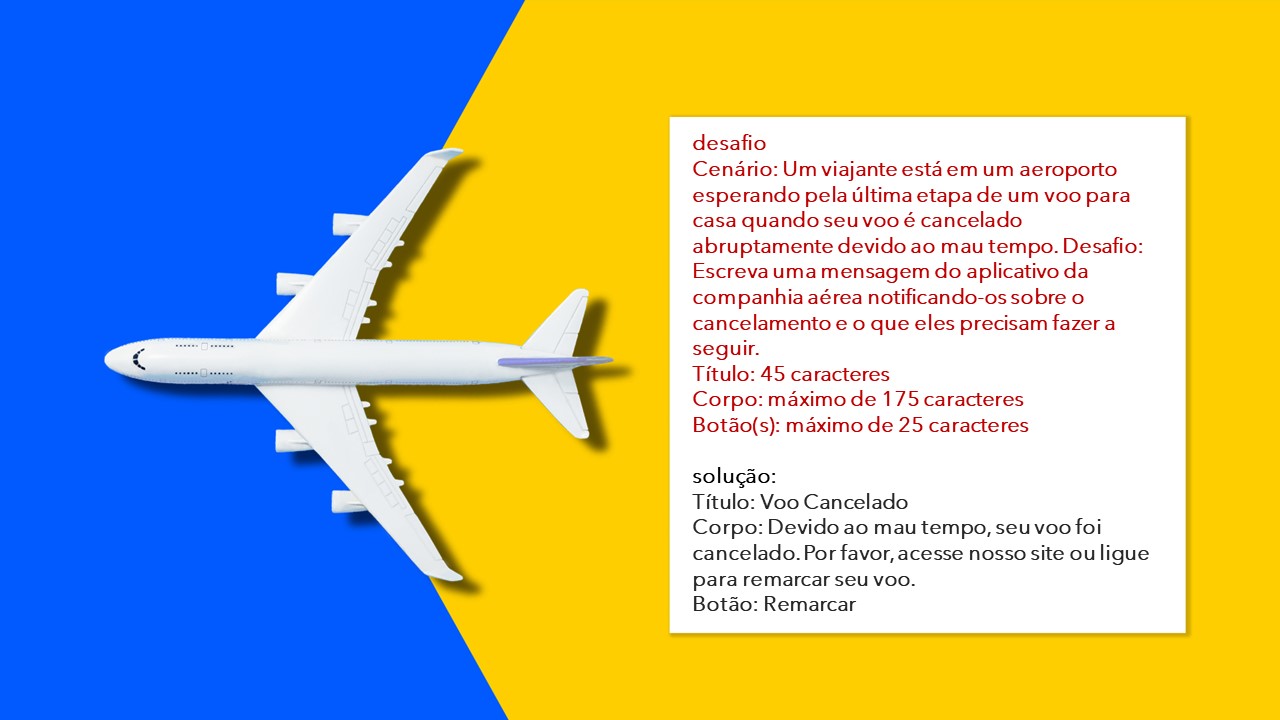 desafio
Cenário: Um viajante está em um aeroporto
esperando pela última etapa de um voo para
casa quando seu voo é cancelado
abruptamente devido ao mau tempo. Desafio:
Escreva uma mensagem do aplicativo da
companhia aérea notificando-os sobre o
cancelamento e o que eles precisam fazer a
seguir.
Título: 45 caracteres
Corpo: máximo de 175 caracteres
Botão(s): máximo de 25 caracteres
solução:
Título: Voo Cancelado
Corpo: Devido ao mau tempo, seu voo foi
cancelado. Por favor, acesse nosso site ou ligue
para remarcar seu voo.
Botão: Remarcar